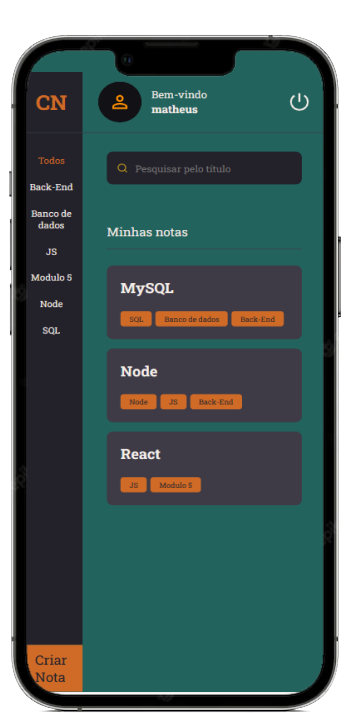 CN
Bem-vindo
matheus
Todos
Back-End
Banco de
dados
JS
Modulo 5
Node
SQL
Criar
Nota
Pesquisar pelo título
Minhas notas
MySQL
SQL Banco de dados Back-End
Node
Node JS Back-End
React
JS Modulo 5